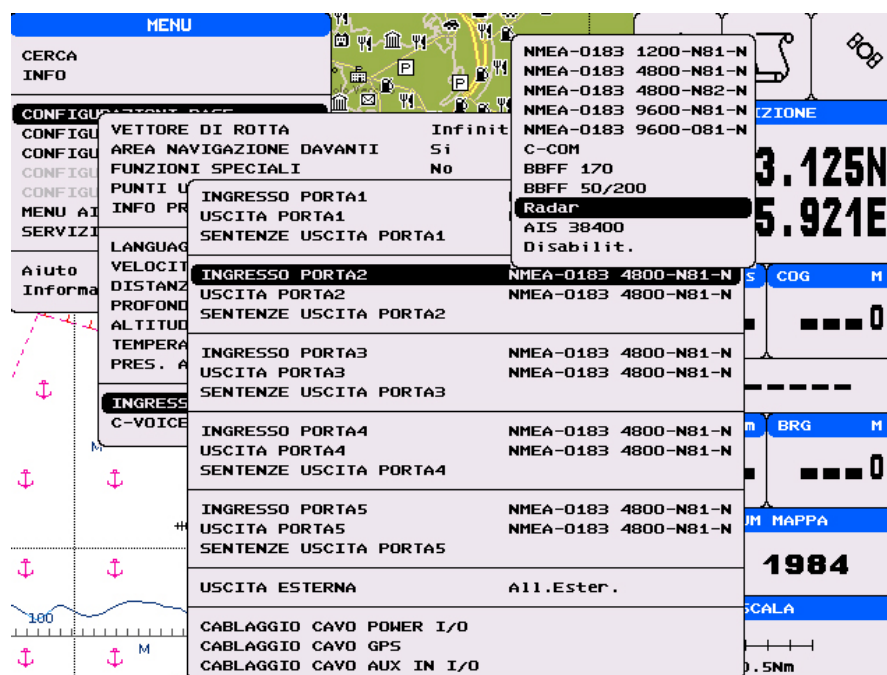 MENU
CERCA
INFO
CONFIGURAZIONI BASE
CONFIGU
CONFIGU
CONFIGU
CONFIGU
MENU AI
SERVIZI
Aiuto
Informa
VETTORE DI ROTTA Infinit
AREA NAVIGAZIONE DAVANTI Si
FUNZIONI SPECIALI No
PUNTI U
INFO PR
LANGUAG
VELOCIT
DISTANZ
PROFOND
ALTITUD
TEMPERA
PRES. A
INGRESS
C-VOICE
INGRESSO PORTA1
USCITA PORTA1
SENTENZE USCITA PORTA1
INGRESSO PORTA2 NMEA-0183 4800-N81-N
USCITA PORTA2 NMEA-0183 4800-N81-N
SENTENZE USCITA PORTA2
INGRESSO PORTA3 NMEA-0183 4800-N81-N
USCITA PORTA3 NMEA-0183 4800-N81-N
SENTENZE USCITA PORTA3
INGRESSO PORTA4 NMEA-0183 4800-N81-N
USCITA PORTA4 NMEA-0183 4800-N81-N
SENTENZE USCITA PORTA4
INGRESSO PORTA5 NMEA-0183 4800-N81-N
USCITA PORTA5 NMEA-0183 4800-N81-N
SENTENZE USCITA PORTA5
USCITA ESTERNA All.Ester.
CABLAGGIO CAVO POWER I/O
CABLAGGIO CAVO GPS
CABLAGGIO CAVO AUX IN I/O
NMEA-0183 1200-N81-N
NMEA-0183 4800-N81-N
NMEA-0183 4800-N82-N
NMEA-0183 9600-N81-N
NMEA-0183 9600-O81-N
C-COM
BBFF 170
BBFF 50/200
Radar
AIS 38400
Disabilit.
P
P
IZIONE
3.125N
5.921E
s COG M
---0
-----
m BRG M
---0
UM MAPPA
1984
SCALA
0.5Nm
M
100
M